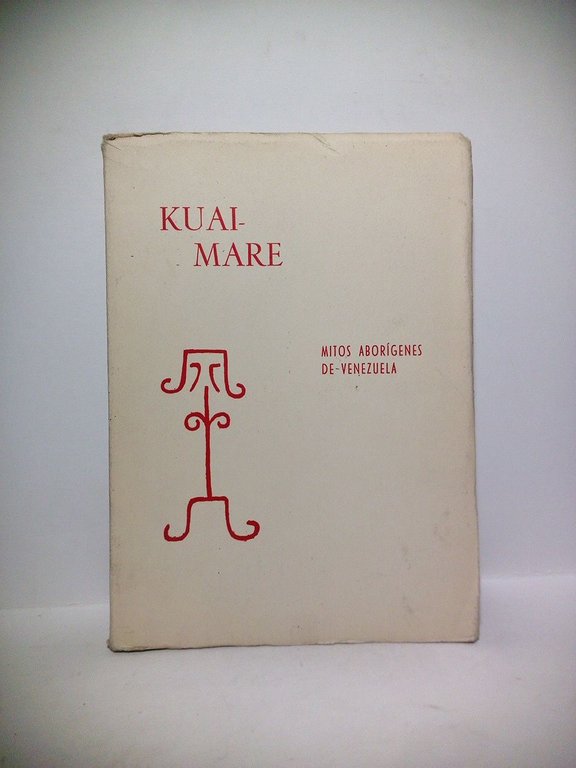 KUAI-
MARE
MITOS ABORÍGENES
DE-VENEZUELA